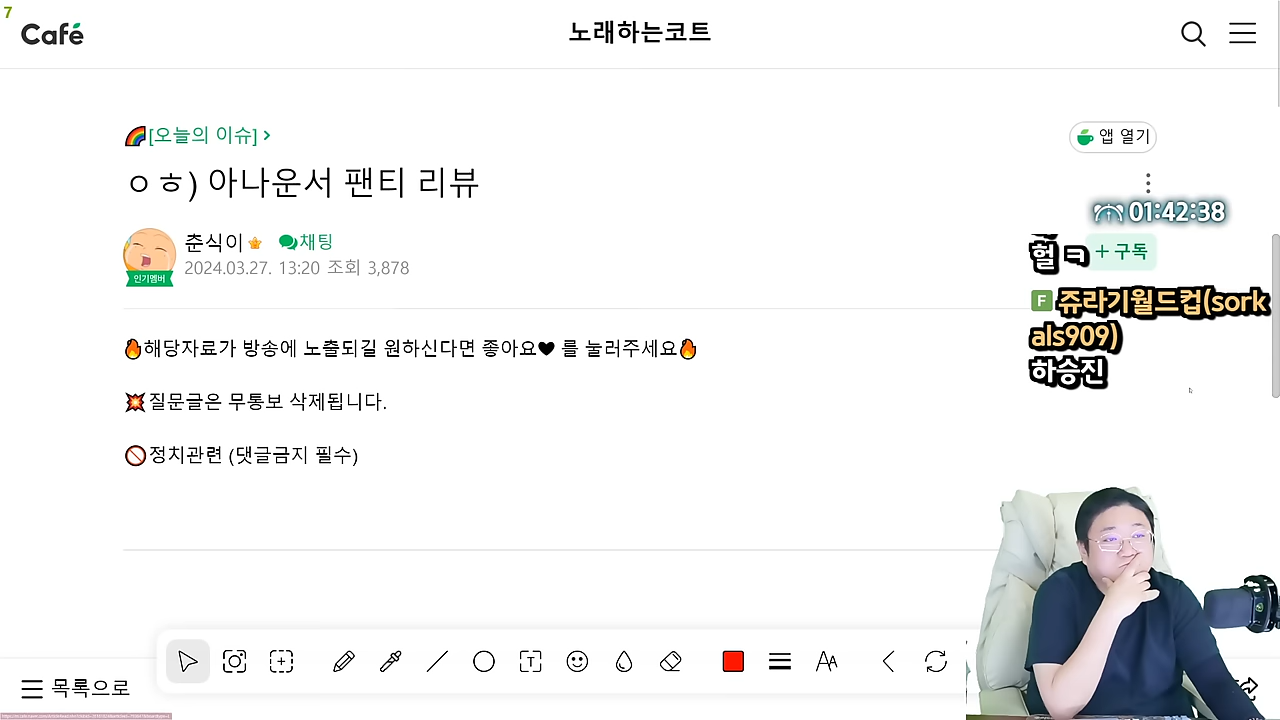 7
Café
노래하는코트
🌈[오늘의 이슈] >
앱 열기
ㅇㅎ) 아나운서 팬티 리뷰
01:42:38
춘식이
채팅
2024.03.27. 13:20 조회 3,878
인기멤버
헐 ㅋ
+ 구독
F 쥬라기월드컵(sork
als909)
하승진
🔥해당자료가 방송에 노출되길 원하신다면 좋아요🖤 를 눌러주세요🔥
💥질문글은 무통보 삭제됩니다.
🚫정치관련 (댓글금지 필수)
T
AA
목록으로